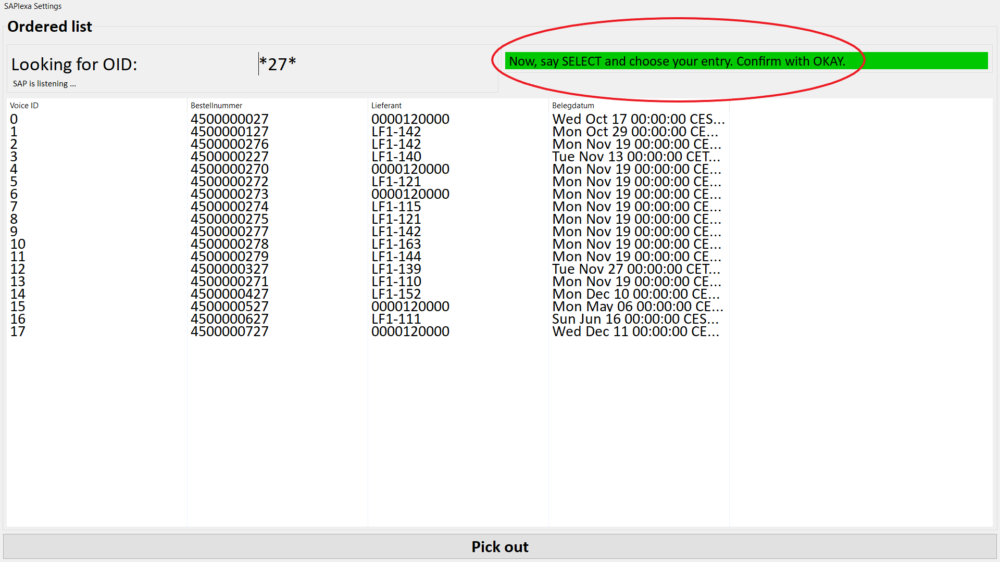 SAPlexa Settings
Ordered list
Looking for OID: *27*
SAP is listening ...
Now, say SELECT and choose your entry. Confirm with OKAY.
Voice ID Bestellnummer Lieferant Belegdatum
0 4500000027 0000120000 Wed Oct 17 00:00:00 CES...
1 4500000127 LF1-142 Mon Oct 29 00:00:00 CE...
2 4500000276 LF1-142 Mon Nov 19 00:00:00 CE...
3 4500000227 LF1-140 Tue Nov 13 00:00:00 CET...
4 4500000270 0000120000 Mon Nov 19 00:00:00 CE...
5 4500000272 LF1-121 Mon Nov 19 00:00:00 CE...
6 4500000273 0000120000 Mon Nov 19 00:00:00 CE...
7 4500000274 LF1-115 Mon Nov 19 00:00:00 CE...
8 4500000275 LF1-121 Mon Nov 19 00:00:00 CE...
9 4500000277 LF1-142 Mon Nov 19 00:00:00 CE...
10 4500000278 LF1-163 Mon Nov 19 00:00:00 CE...
11 4500000279 LF1-144 Mon Nov 19 00:00:00 CE...
12 4500000327 LF1-139 Tue Nov 27 00:00:00 CET...
13 4500000271 LF1-110 Mon Nov 19 00:00:00 CE...
14 4500000427 LF1-152 Mon Dec 10 00:00:00 CE...
15 4500000527 0000120000 Mon May 06 00:00:00 CE...
16 4500000627 LF1-111 Sun Jun 16 00:00:00 CES...
17 4500000727 0000120000 Wed Dec 11 00:00:00 CE...
Pick out